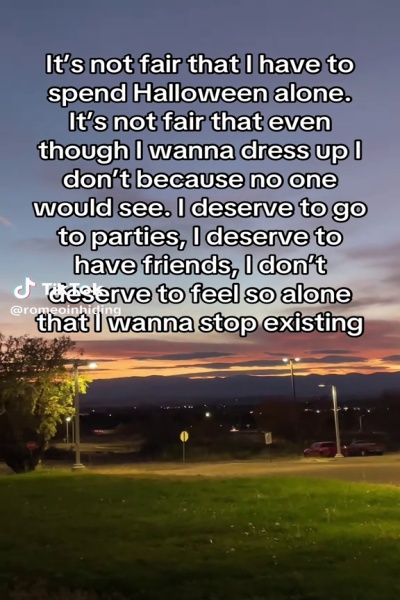 It's not fair that I have to
spend Halloween alone.
It's not fair that even
though I wanna dress up I
don't because no one
would see. I deserve to go
to parties, I deserve to
have friends, I don't
deserve to feel so alone
that I wanna stop existing
TikTok
@romeoinhiding